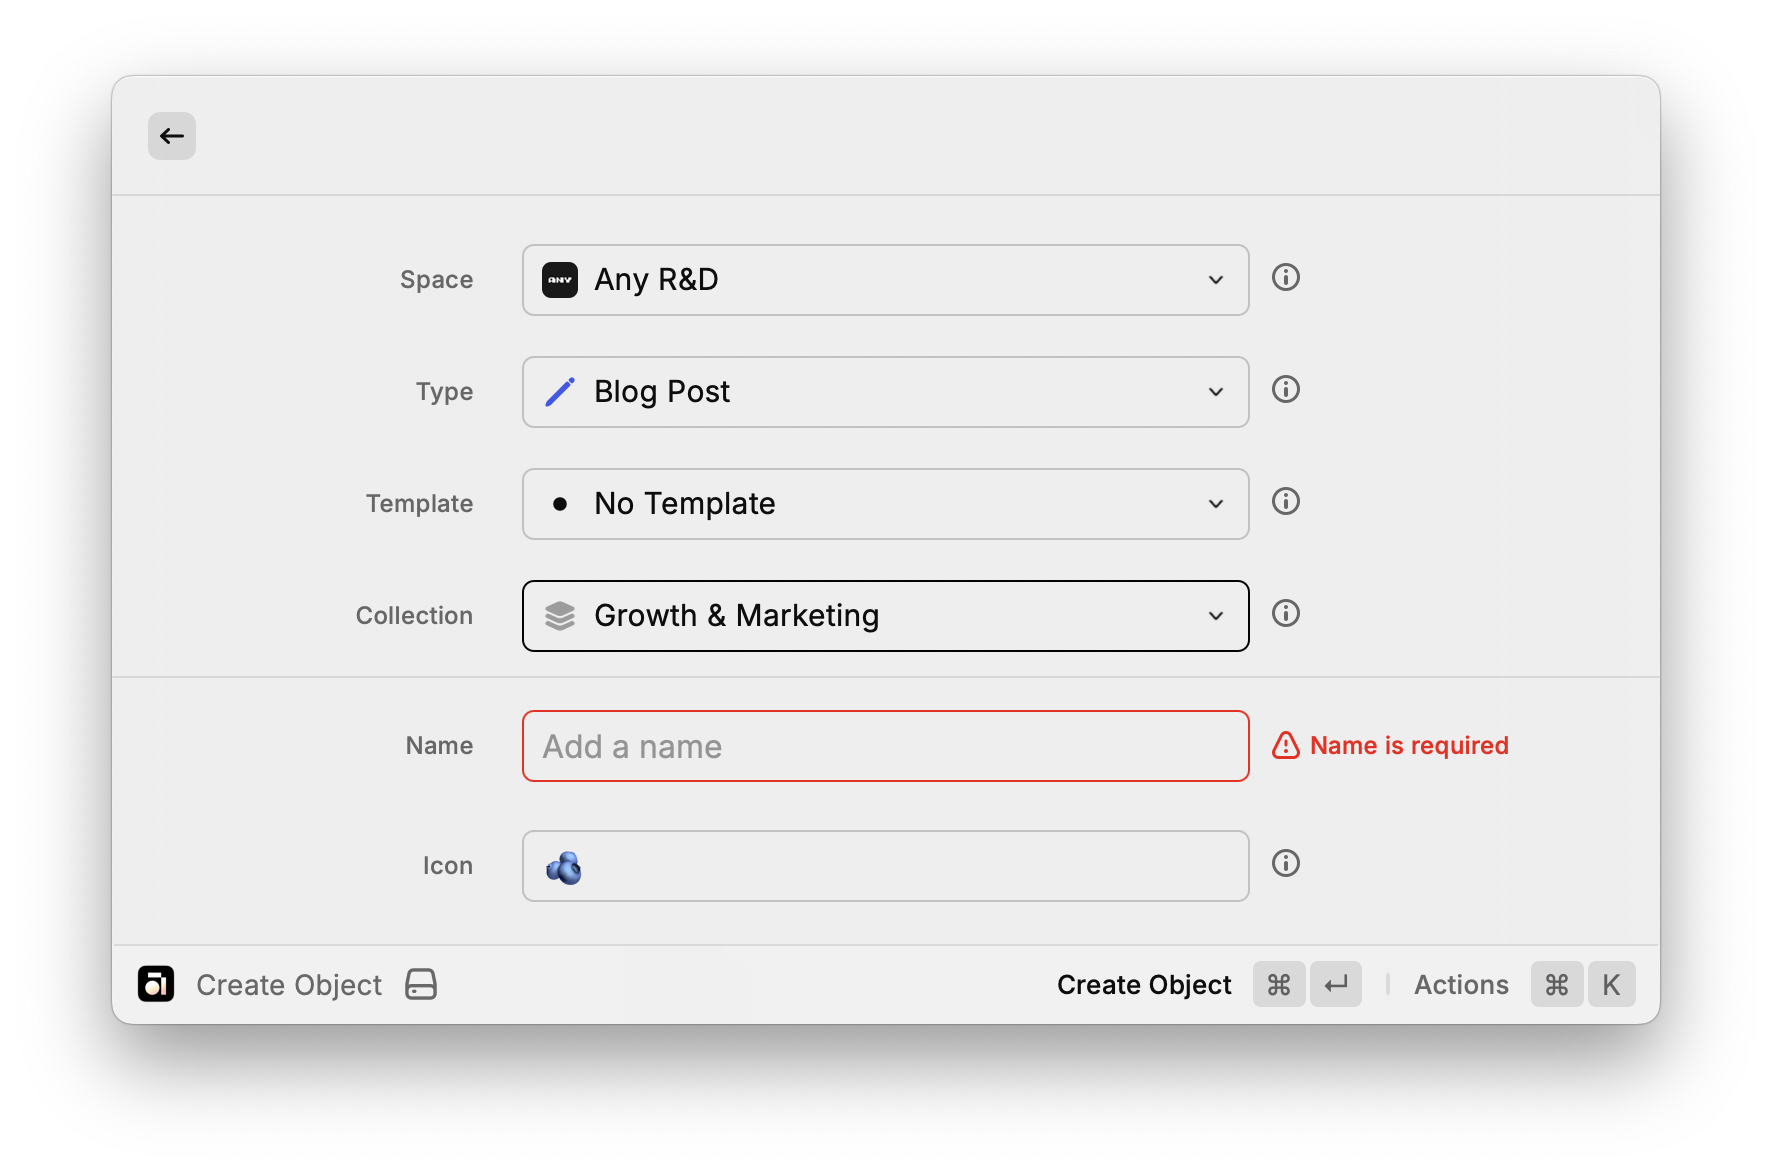 Space
ANY
Any R&D
Type
Blog Post
Template
No Template
Collection
Growth & Marketing
Name
Add a name
Name is required
Icon
Create Object
Create Object ⌘ ↵
Actions ⌘ K